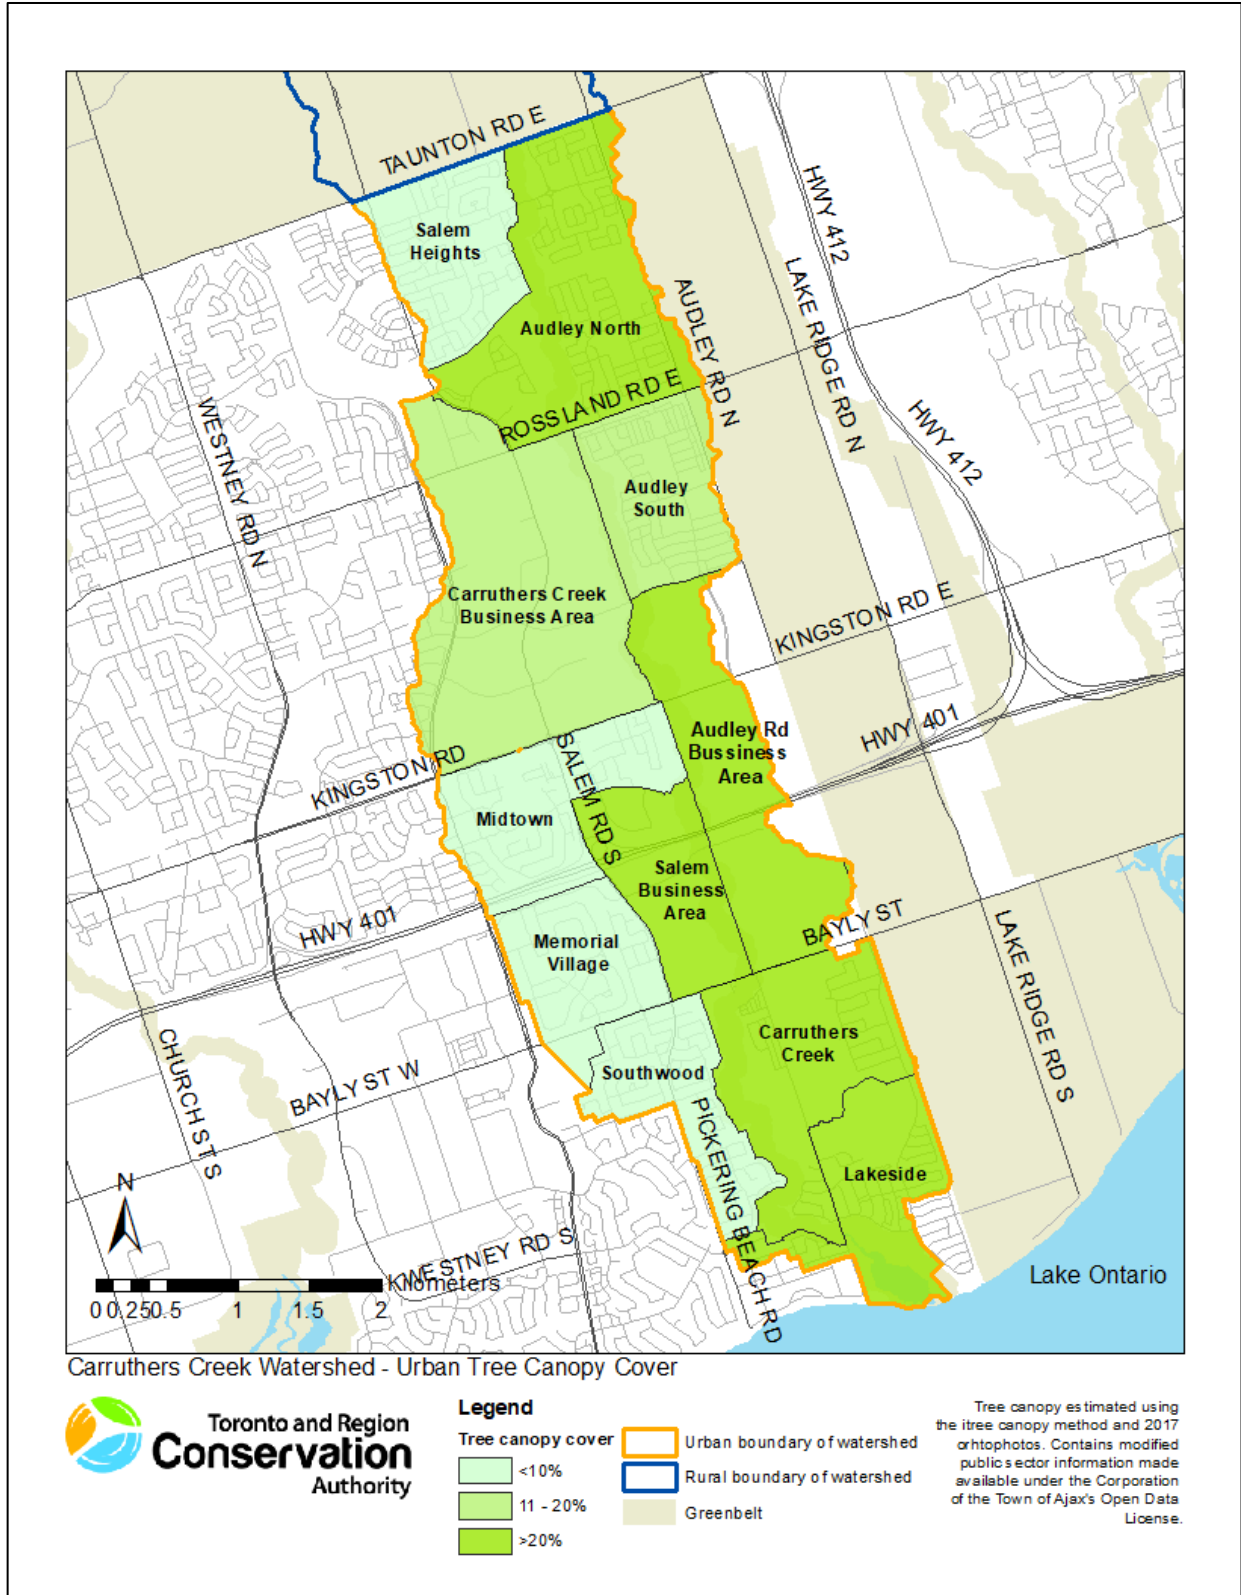 TAUNTON RD E
HWY 412
Salem
Heights
LAKE RIDGE RD N
AUDLEY RD N
Audley North
ROSSLAND RD E
WESTNEY RD N
HWY 412
Audley
South
Carruthers Creek
Business Area
KINGSTON RD E
Audley Rd
Bussiness
Area
HWY 401
SALEM RD S
KINGSTON RD
Midtown
Salem
Business
Area
HWY 401
BAYLY ST
Memorial
Village
LAKE RIDGE RD S
Carruthers
Creek
CHURCH ST S
BAYLY ST W
Southwood
PICKERING BEACH RD
Lakeside
N
WESTNEY RD S
Kilometers
0 0.25 0.5 1 1.5 2
Lake Ontario
Carruthers Creek Watershed - Urban Tree Canopy Cover
Toronto and Region
Conservation
Authority
Legend
Tree canopy cover
<10%
11 - 20%
>20%
Urban boundary of watershed
Rural boundary of watershed
Greenbelt
Tree canopy estimated using
the itree canopy method and 2017
orhtophotos. Contains modified
public sector information made
available under the Corporation
of the Town of Ajax's Open Data
License.